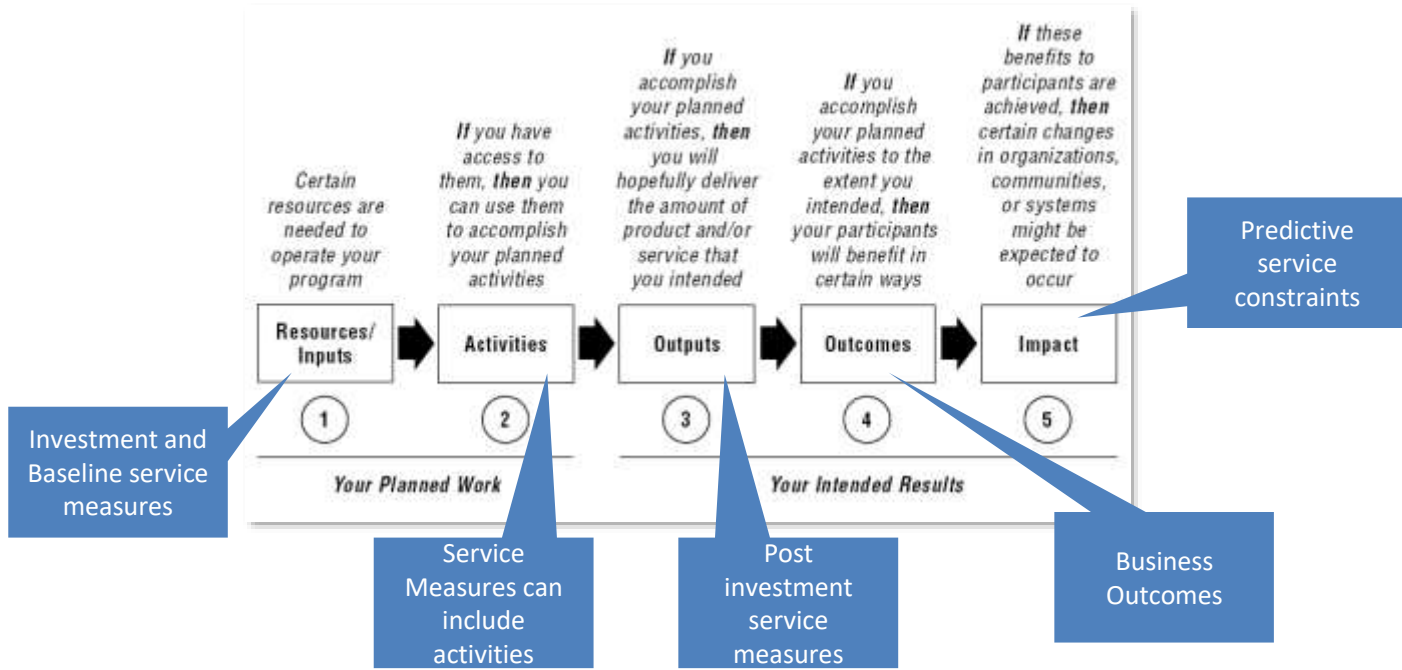 Certain
resources are
needed to
operate your
program
If you have
access to
them, then you
can use them
to accomplish
your planned
activities
If you
accomplish
your planned
activities, then
you will
hopefully deliver
the amount of
product and/or
service that
you intended
If you
accomplish
your planned
activities to the
extent you
intended, then
your participants
will benefit in
certain ways
If these
benefits to
participants are
achieved, then
certain changes
in organizations,
communities,
or systems
might be
expected to
occur
Resources/
Inputs
Activities
Outputs
Outcomes
Impact
1
2
3
4
5
Your Planned Work
Your Intended Results
Investment and
Baseline service
measures
Service
Measures can
include
activities
Post
investment
service
measures
Business
Outcomes
Predictive
service
constraints